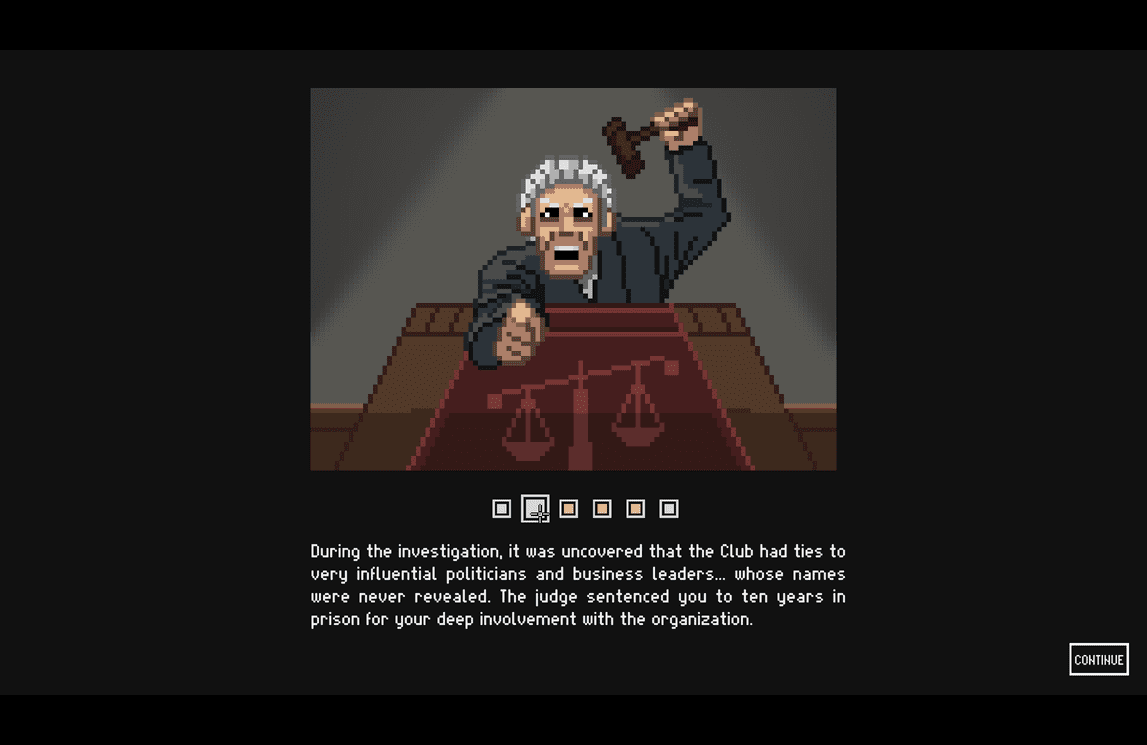 During the investigation, it was uncovered that the Club had ties to
very influential politicians and business leaders... whose names
were never revealed. The judge sentenced you to ten years in
prison for your deep involvement with the organization.
CONTINUE